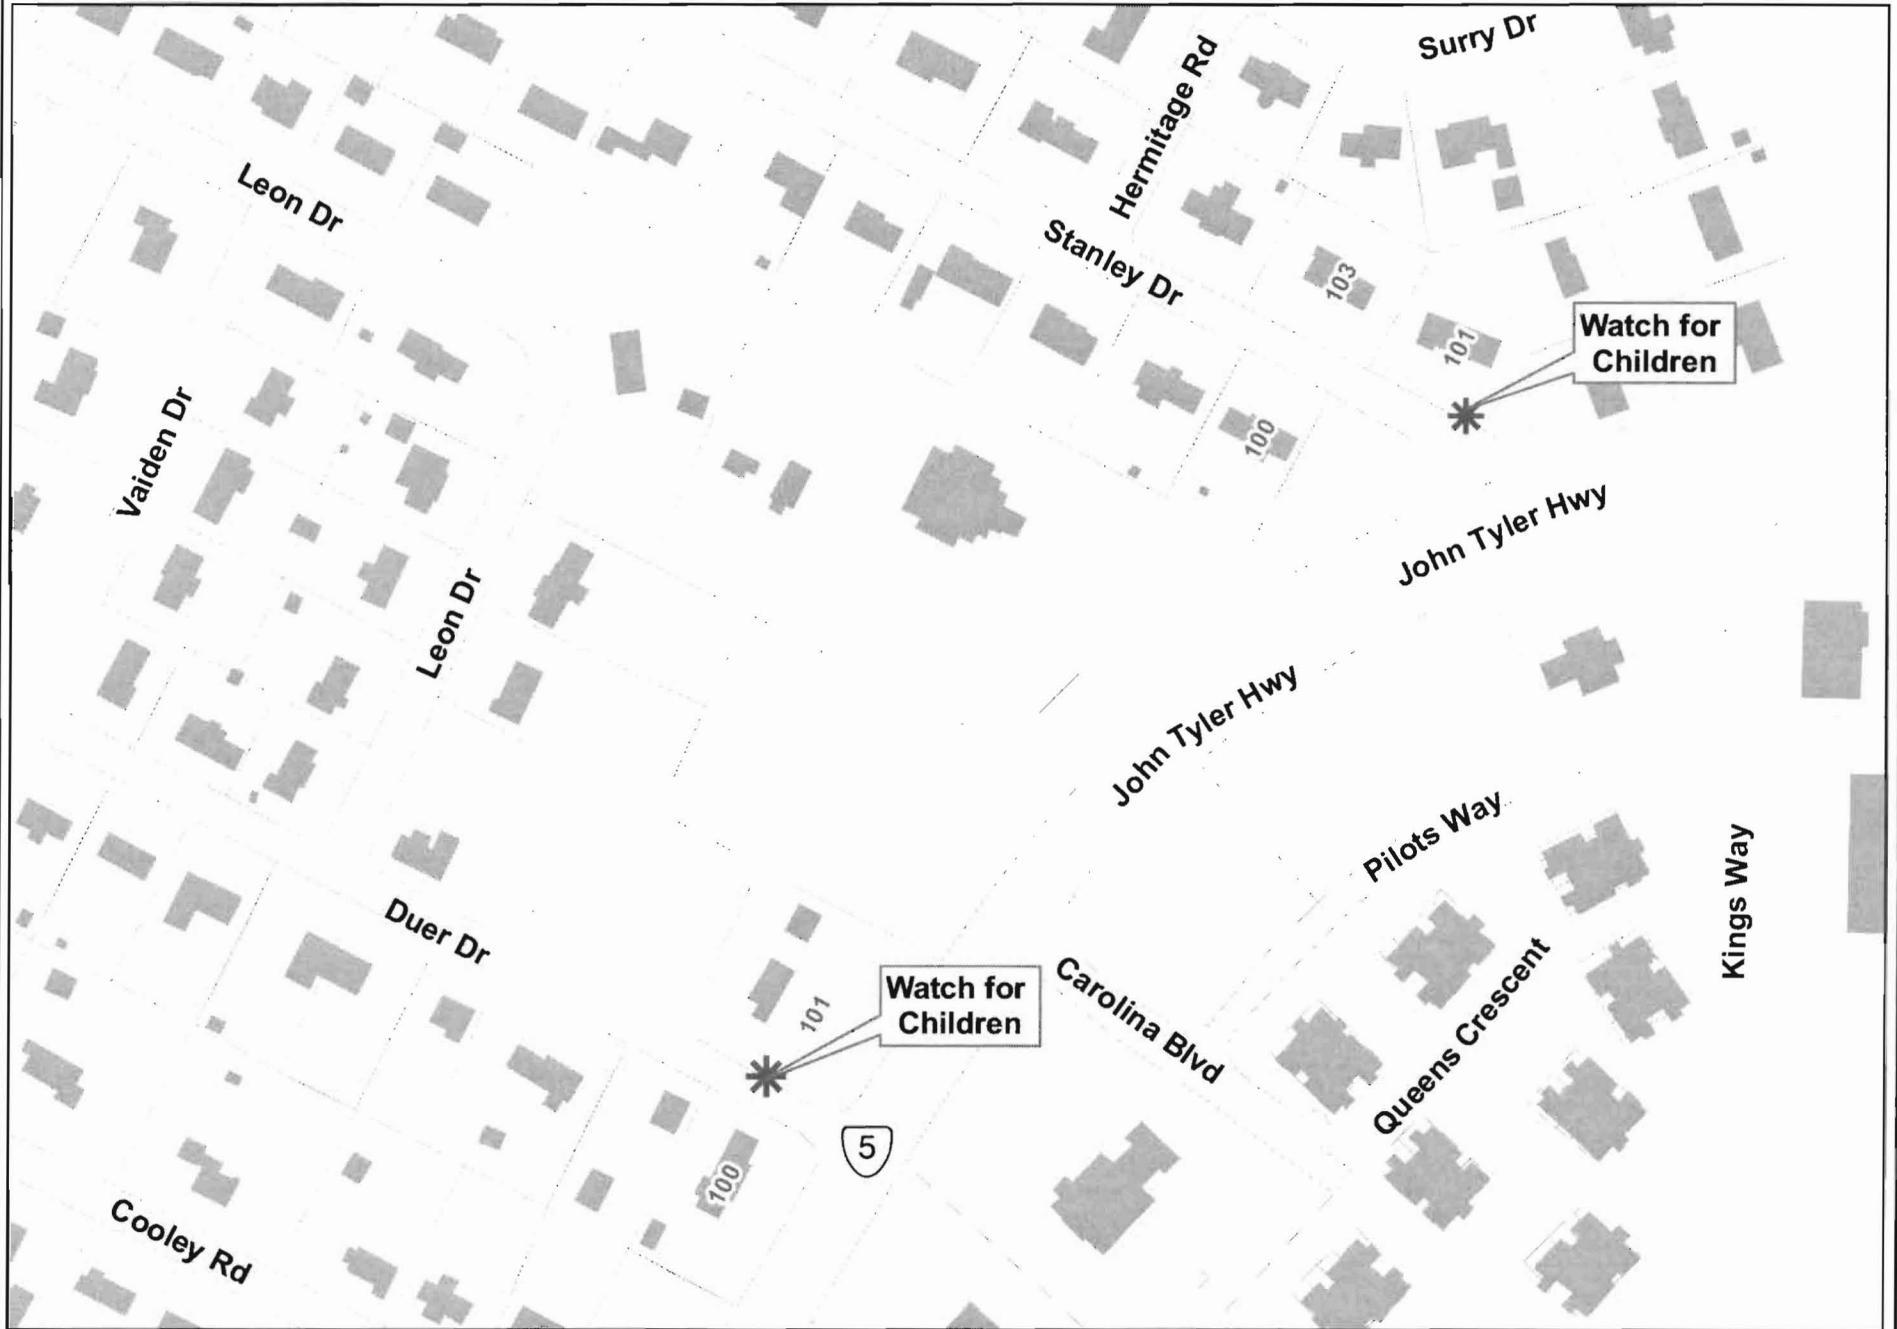 Surry Dr
Hermitage Rd
Leon Dr
Stanley Dr
103
101
Watch for
Children
100
Vaiden Dr
John Tyler Hwy
Leon Dr
John Tyler Hwy
Pilots Way
Kings Way
Duer Dr
Carolina Blvd
Queens Crescent
101
Watch for
Children
5
100
Cooley Rd